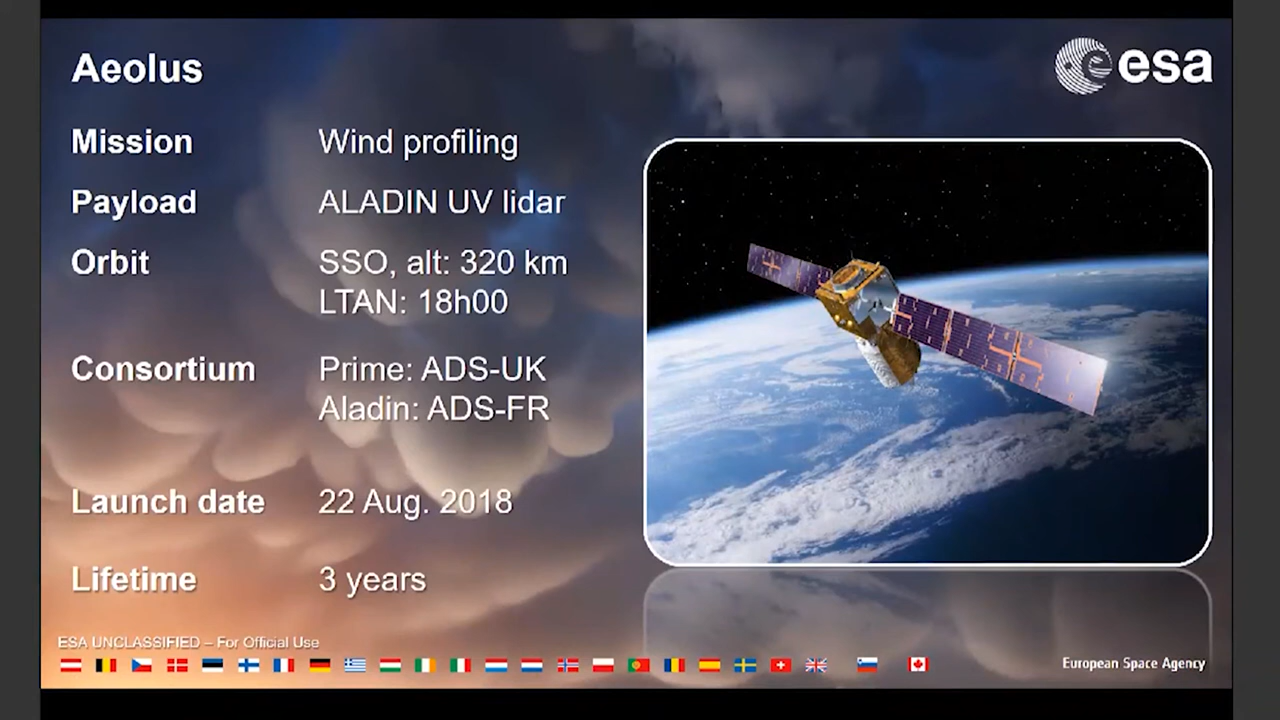 Aeolus
esa
Mission Wind profiling
Payload ALADIN UV lidar
Orbit SSO, alt: 320 km
LTAN: 18h00
Consortium Prime: ADS-UK
Aladin: ADS-FR
Launch date 22 Aug. 2018
Lifetime 3 years
ESA UNCLASSIFIED – For Official Use
European Space Agency